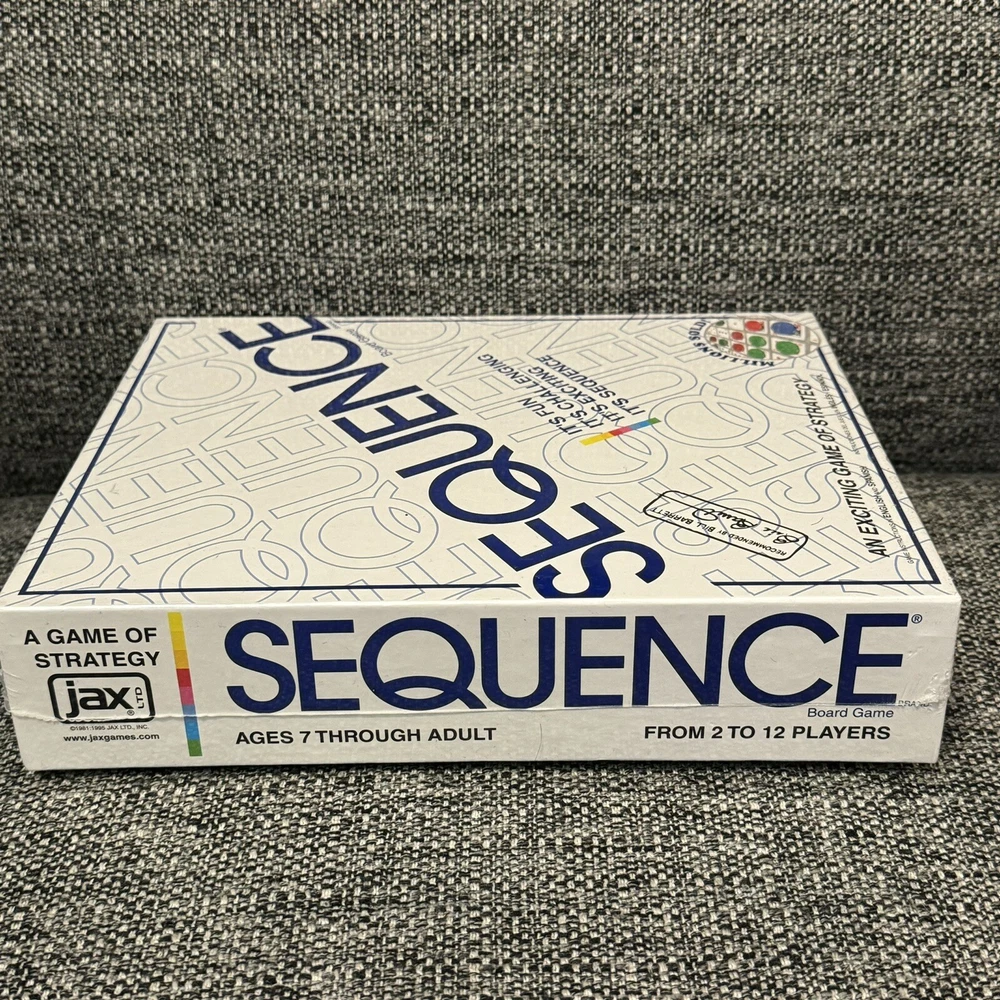 SEQUENCE
Board Game
IT'S FUN
IT'S CHALLENGING
IT'S EXCITING
IT'S SEQUENCE
MILLIONS SOLD!
AN EXCITING GAME OF STRATEGY
RECOMMENDED BY BILL BARRETT
A GAME OF
STRATEGY
jax LTD ®
©1981;1995 JAX LTD., INC.
www.jaxgames.com
SEQUENCE®
Board Game
AGES 7 THROUGH ADULT
FROM 2 TO 12 PLAYERS